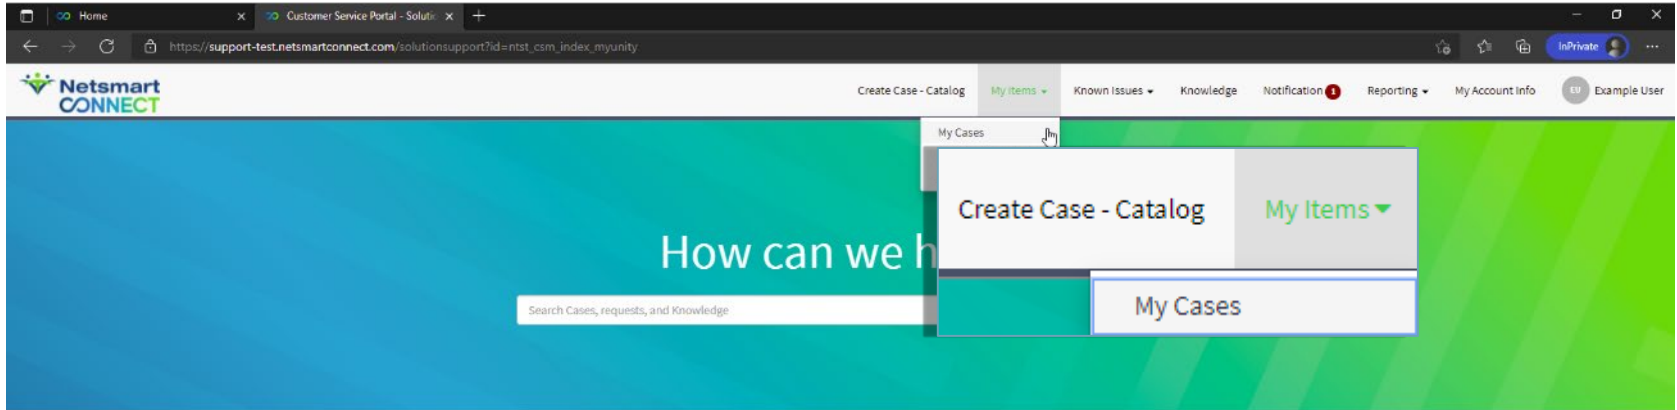 Home
Customer Service Portal - Soluti
https://support-test.netsmartconnect.com/solutionsupport?id=ntst_csm_index_myunity
InPrivate
Netsmart
CONNECT
Create Case - Catalog
My Items
Known Issues
Knowledge
Notification 1
Reporting
My Account Info
EU Example User
My Cases
Create Case - Catalog
My Items
My Cases
How can we h
Search Cases, requests, and Knowledge